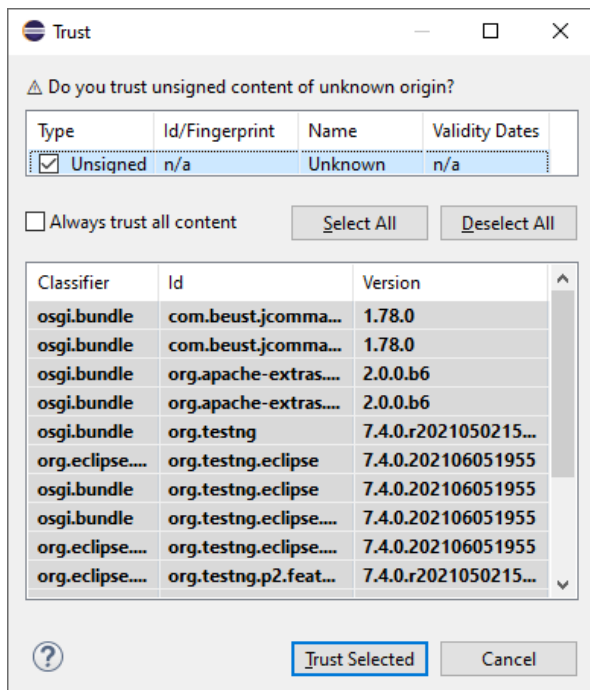 Trust
Do you trust unsigned content of unknown origin?
Type Id/Fingerprint Name Validity Dates
Unsigned n/a Unknown n/a
Always trust all content Select All Deselect All
Classifier Id Version
osgi.bundle com.beust.jcomma... 1.78.0
osgi.bundle com.beust.jcomma... 1.78.0
osgi.bundle org.apache-extras.... 2.0.0.b6
osgi.bundle org.apache-extras.... 2.0.0.b6
osgi.bundle org.testng 7.4.0.r2021050215...
org.eclipse.... org.testng.eclipse 7.4.0.202106051955
osgi.bundle org.testng.eclipse 7.4.0.202106051955
osgi.bundle org.testng.eclipse.... 7.4.0.202106051955
org.eclipse.... org.testng.eclipse.... 7.4.0.202106051955
org.eclipse.... org.testng.p2.feat... 7.4.0.r2021050215...
? Trust Selected Cancel